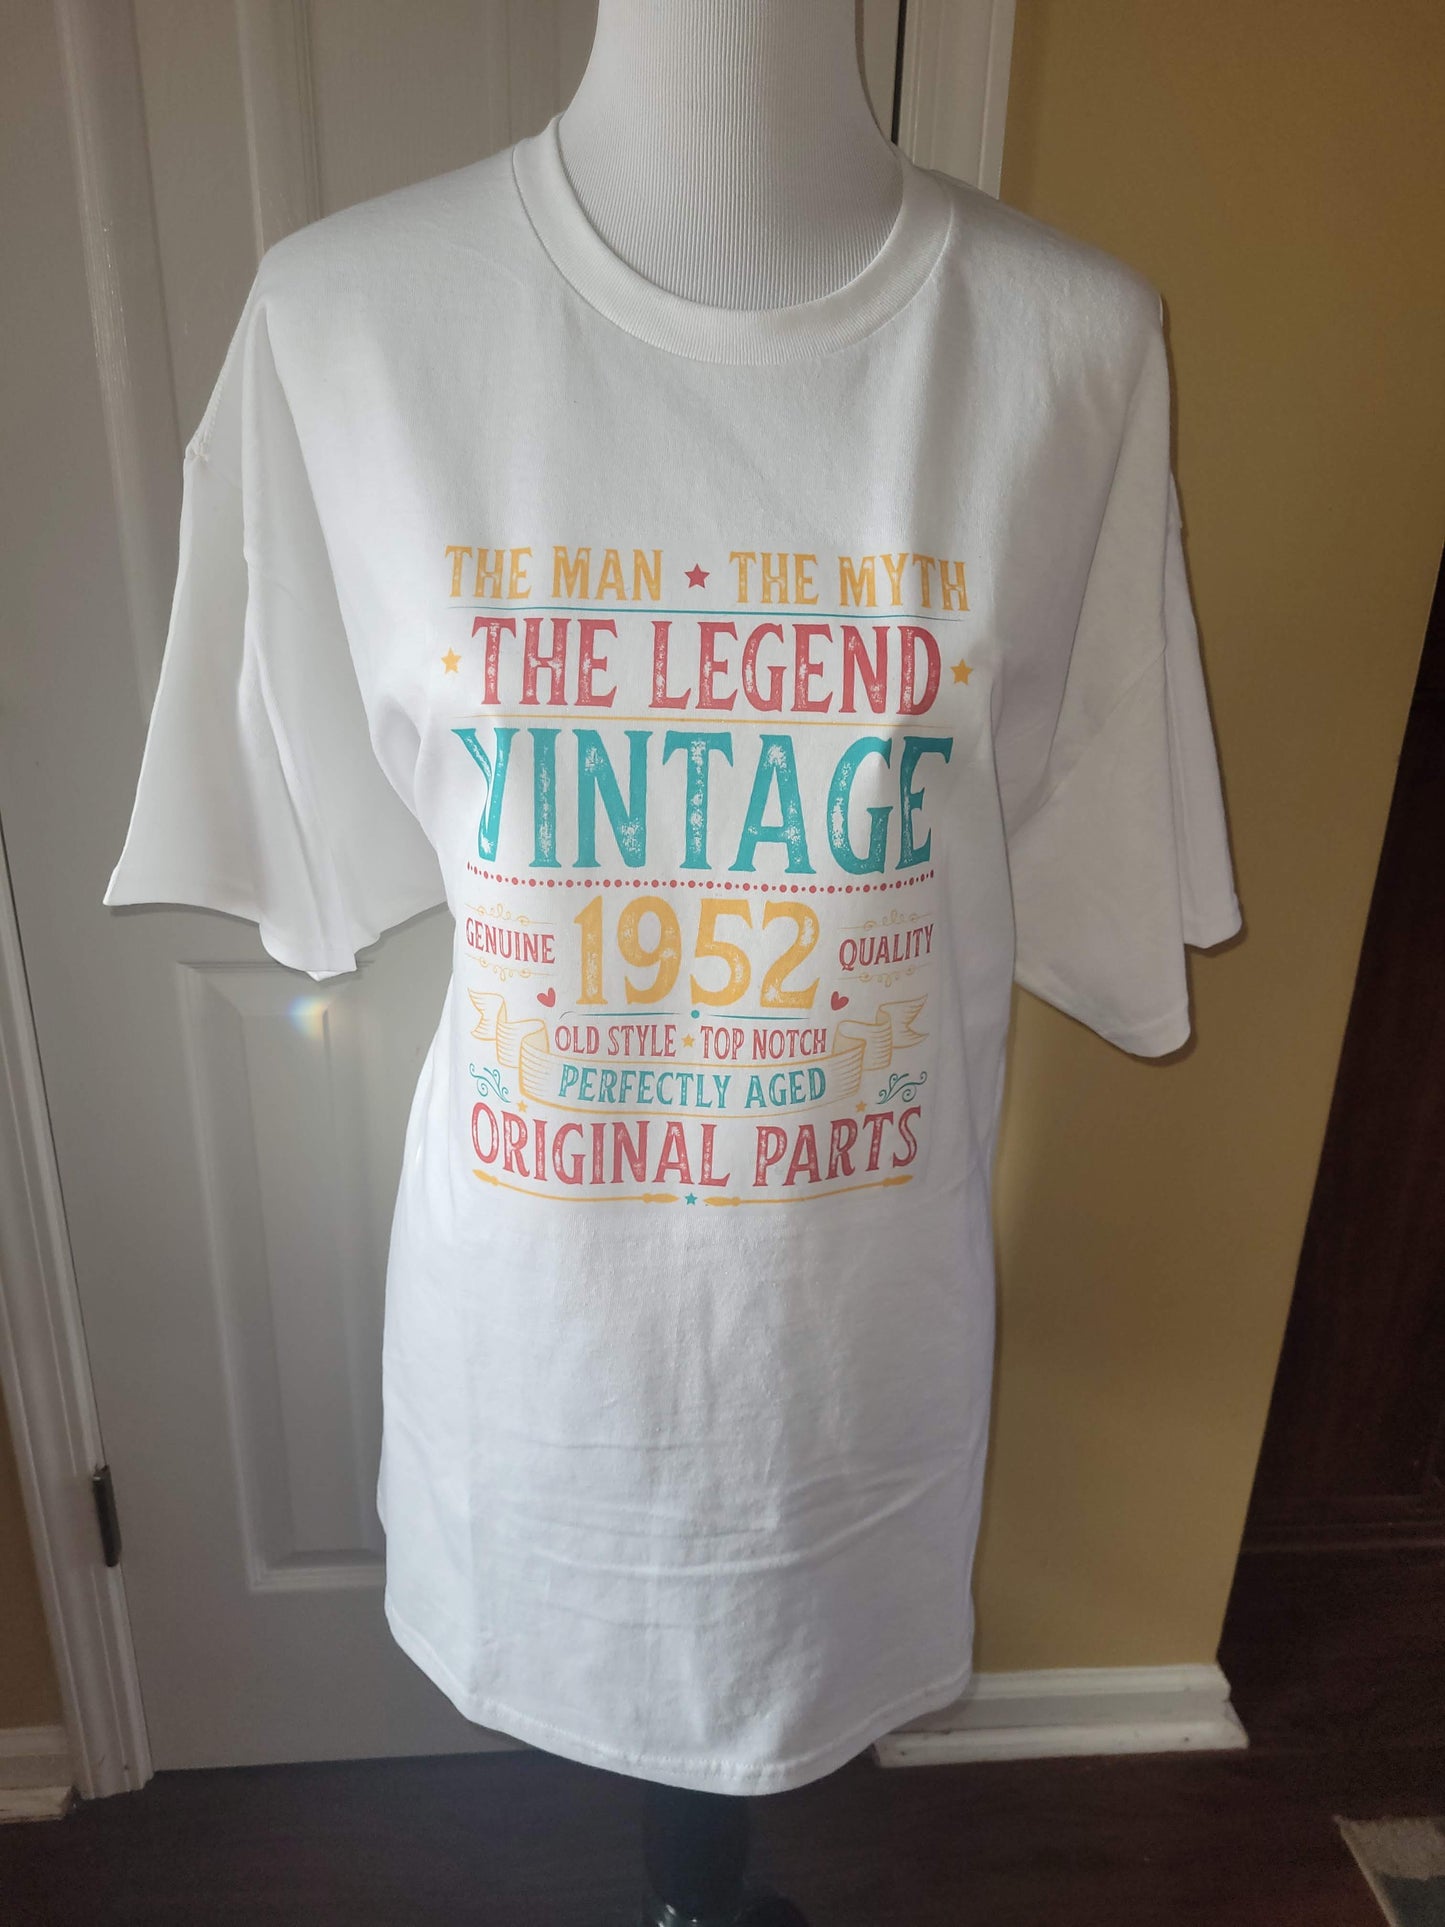 THE MAN ★ THE MYTH
★ THE LEGEND ★
VINTAGE
GENUINE 1952 QUALITY
OLD STYLE ★ TOP NOTCH
PERFECTLY AGED
ORIGINAL PARTS